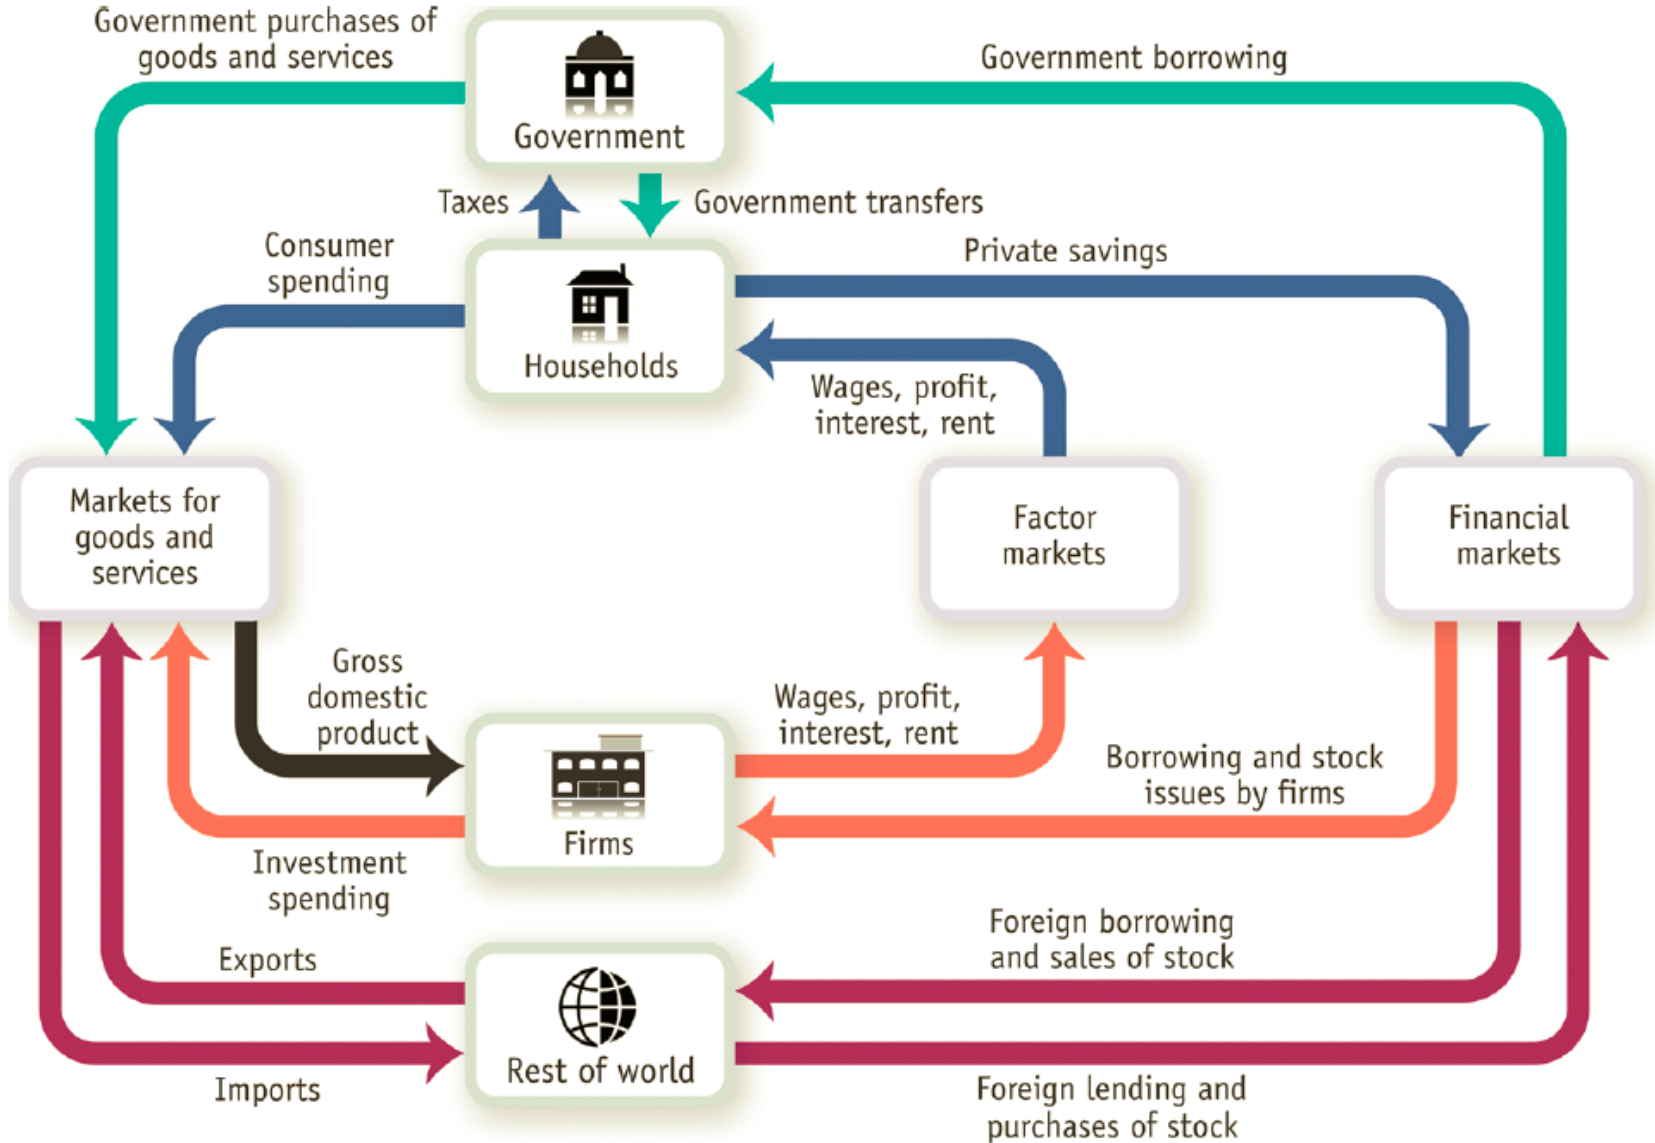 Government purchases of
goods and services
Government
Government borrowing
Taxes
Government transfers
Consumer
spending
Private savings
Households
Wages, profit,
interest, rent
Markets for
goods and
services
Factor
markets
Financial
markets
Gross
domestic
product
Wages, profit,
interest, rent
Borrowing and stock
issues by firms
Firms
Investment
spending
Foreign borrowing
and sales of stock
Exports
Rest of world
Imports
Foreign lending and
purchases of stock